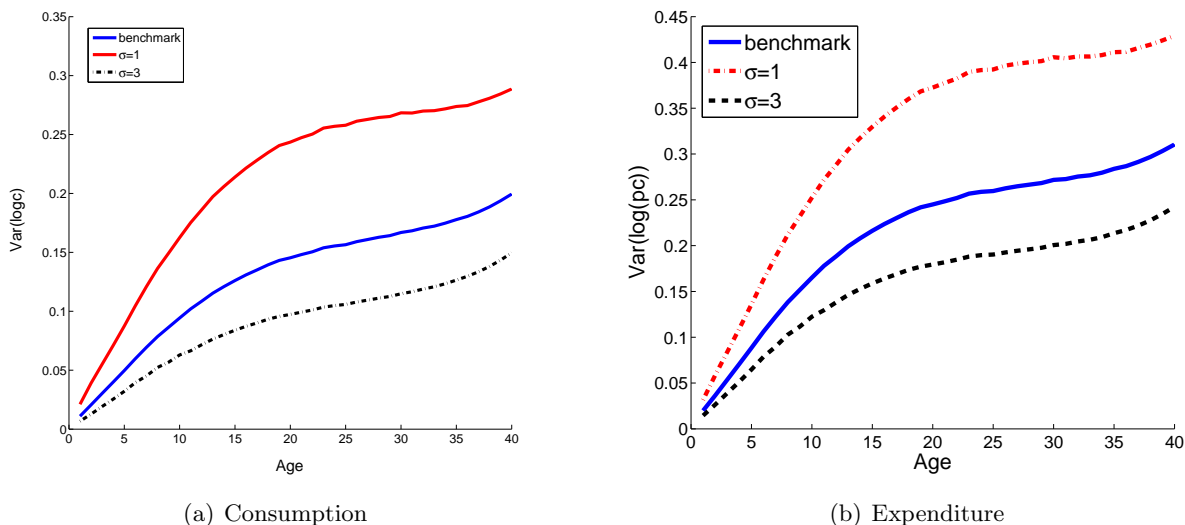 0.35
0.3
0.25
0.2
0.15
0.1
0.05
0
Var(logc)
benchmark
σ=1
σ=3
0 5 10 15 20 25 30 35 40
Age
(a) Consumption
0.45
0.4
0.35
0.3
0.25
0.2
0.15
0.1
0.05
0
Var(log(pc))
benchmark
σ=1
σ=3
0 5 10 15 20 25 30 35 40
Age
(b) Expenditure